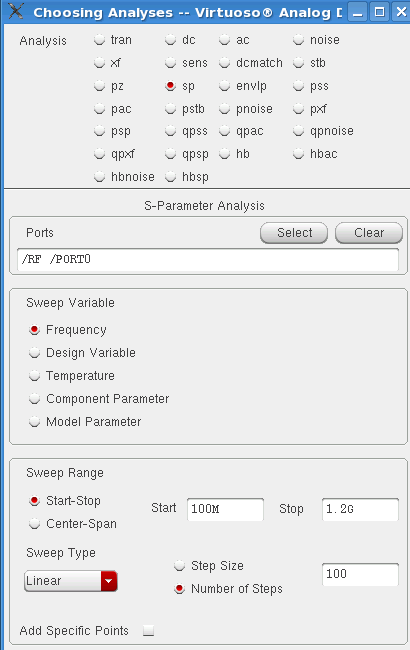 Choosing Analyses -- Virtuoso® Analog D
Analysis
tran dc ac noise
xf sens dcmatch stb
pz sp envlp pss
pac pstb pnoise pxf
psp qpss qpac qpnoise
qpxf qpsp hb hbac
hbnoise hbsp
S-Parameter Analysis
Ports Select Clear
/RF /PORT0
Sweep Variable
Frequency
Design Variable
Temperature
Component Parameter
Model Parameter
Sweep Range
Start-Stop Start 100M Stop 1.2G
Center-Span
Sweep Type
Step Size
Linear Number of Steps 100
Add Specific Points